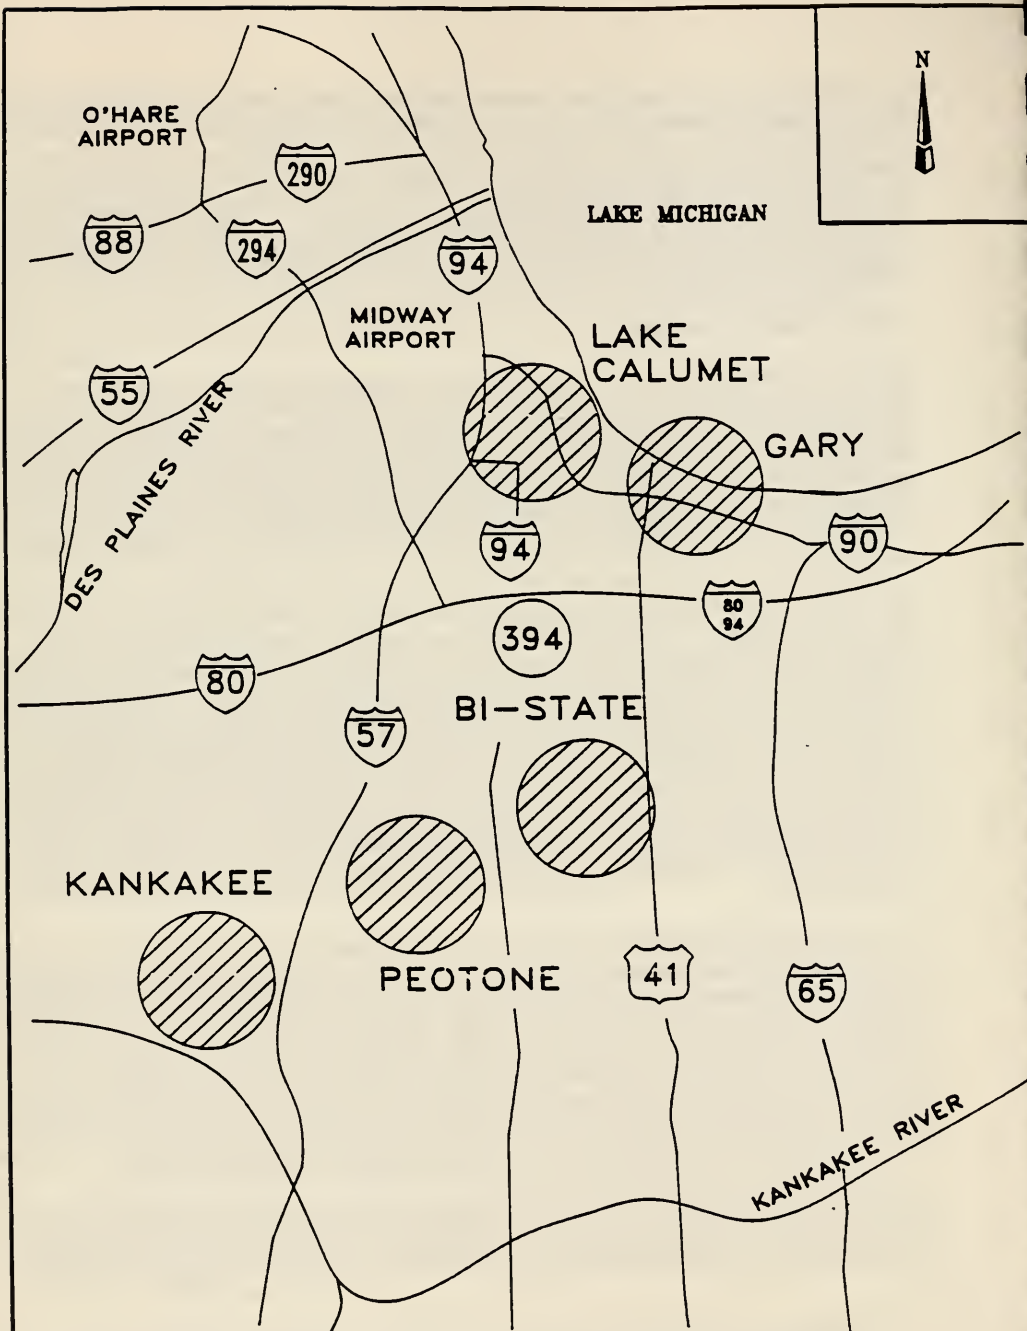 N
O'HARE
AIRPORT
290
LAKE MICHIGAN
88
294
94
MIDWAY
AIRPORT
LAKE
CALUMET
55
GARY
DES PLAINES RIVER
94
90
80
94
394
80
BI-STATE
57
KANKAKEE
PEOTONE
41
65
KANKAKEE RIVER